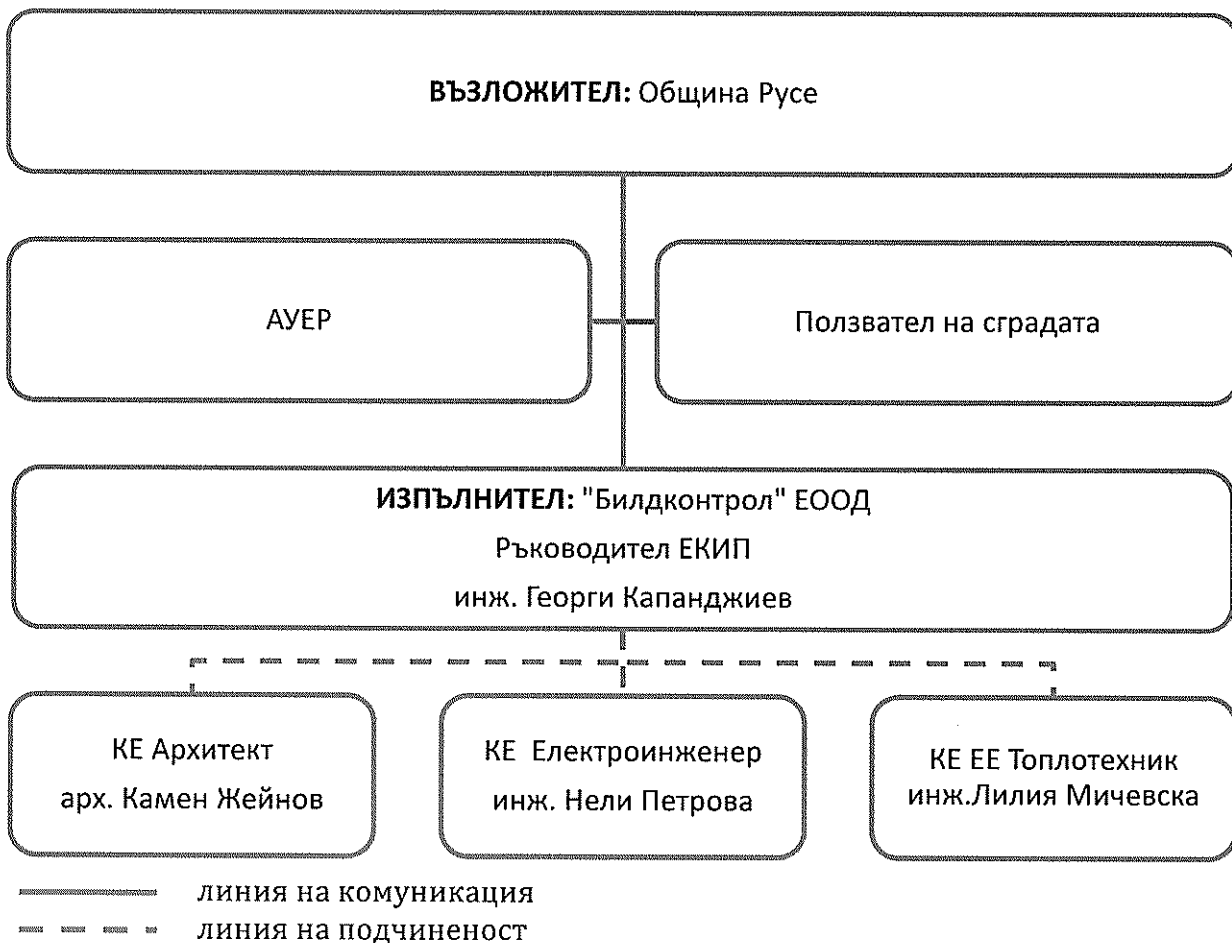 ВЪЗЛОЖИТЕЛ: Община Русе
АУЕР
Ползвател на сградата
ИЗПЪЛНИТЕЛ: "Билдконтрол" ЕООД
Ръководител ЕКИП
инж. Георги Капанджиев
КЕ Архитект
арх. Камен Жейнов
КЕ  Електроинженер
инж. Нели Петрова
КЕ ЕЕ Топлотехник
инж.Лилия Мичевска
линия на комуникация
линия на подчиненост